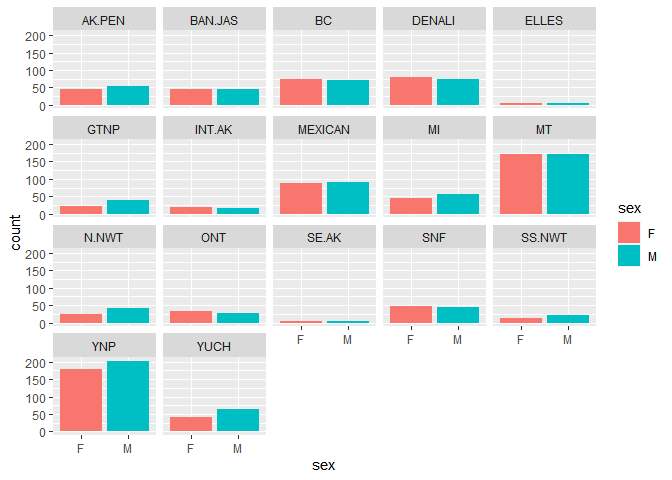 AK.PEN BAN.JAS BC DENALI ELLES
200
150
100
50
0
GTNP INT.AK MEXICAN MI MT
200
150
100
50
0
N.NWT ONT SE.AK SNF SS.NWT
200
150
100
50
0
F M F M F M
YNP YUCH
200
150
100
50
0
F M F M
sex
count
sex
F
M